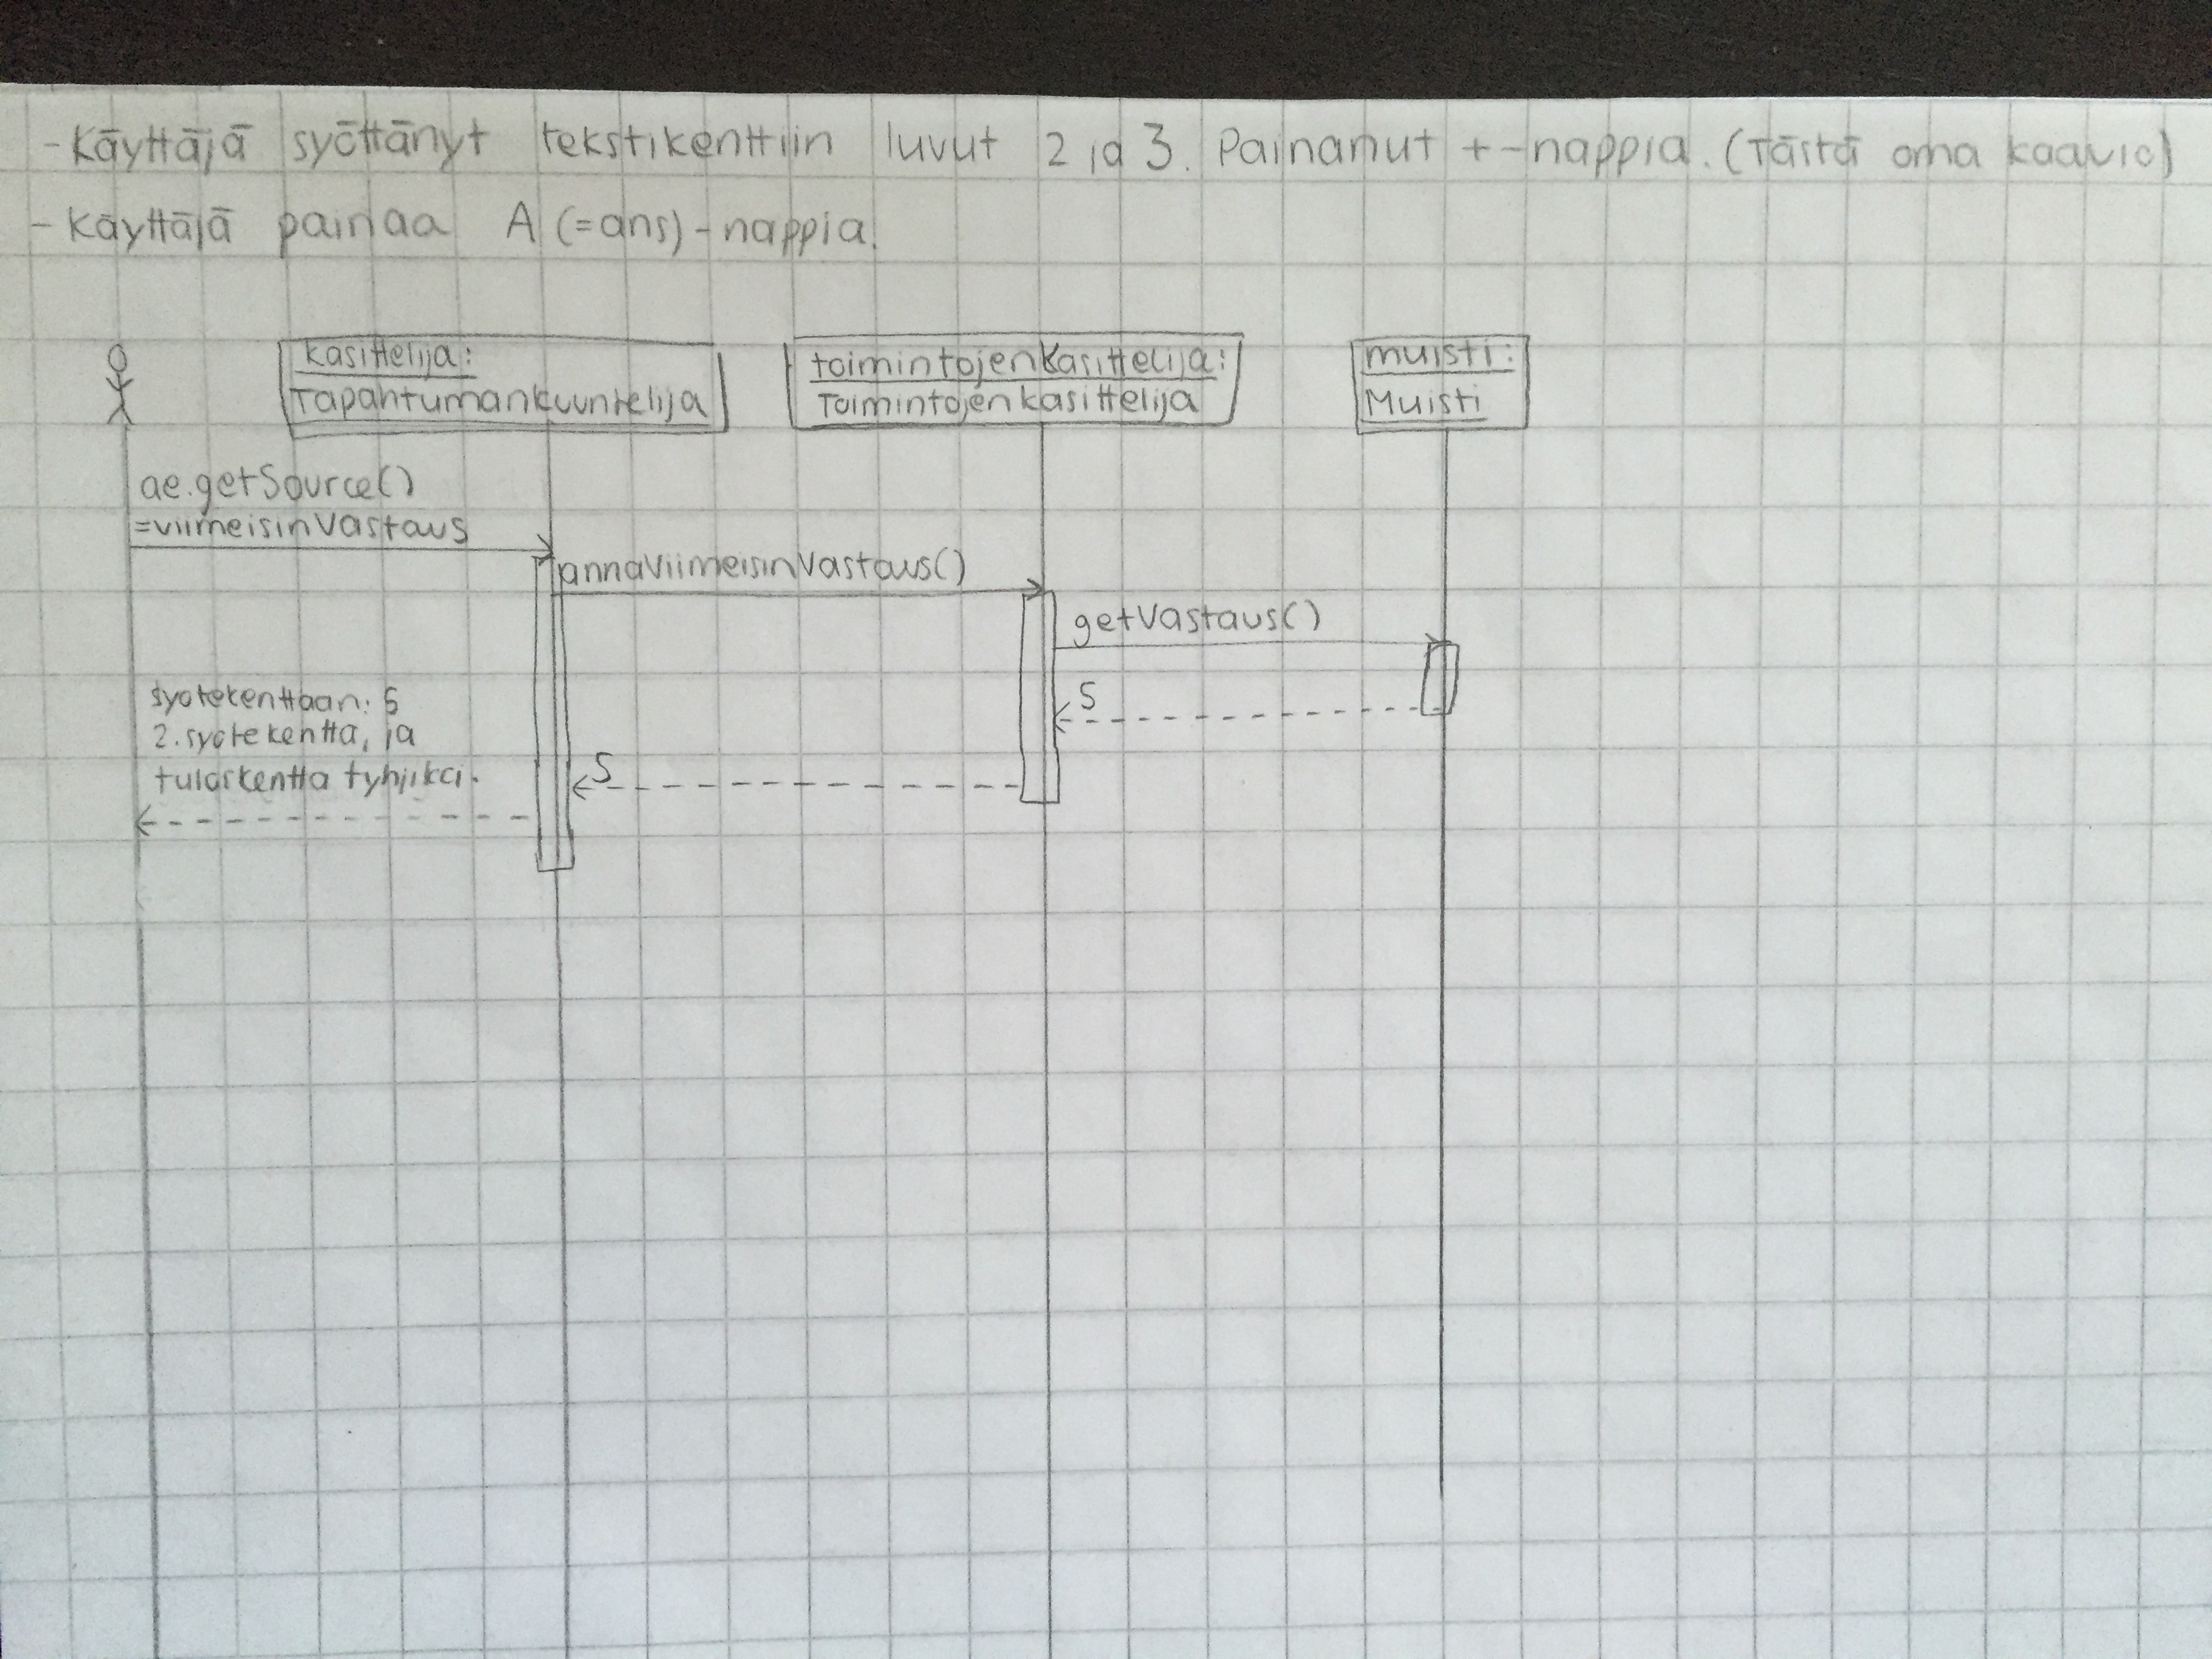 - Käyttäjä syöttänyt tekstikenttiin luvut 2 ja 3. Painanut +-nappia. (Tästä oma kaavio)
- Käyttäjä painaa A (=ans) - nappia.
kasittelija:
Tapahtumankuuntelija
toimintojenkasittelija:
Toimintojenkasittelija
muisti:
Muisti
ae.getSource()
=viimeisinVastaus
annaViimeisinVastaus()
getVastaus()
5
5
syotekenttaan: 5
2. syotekentta, ja
tuloskentta tyhjiksi.